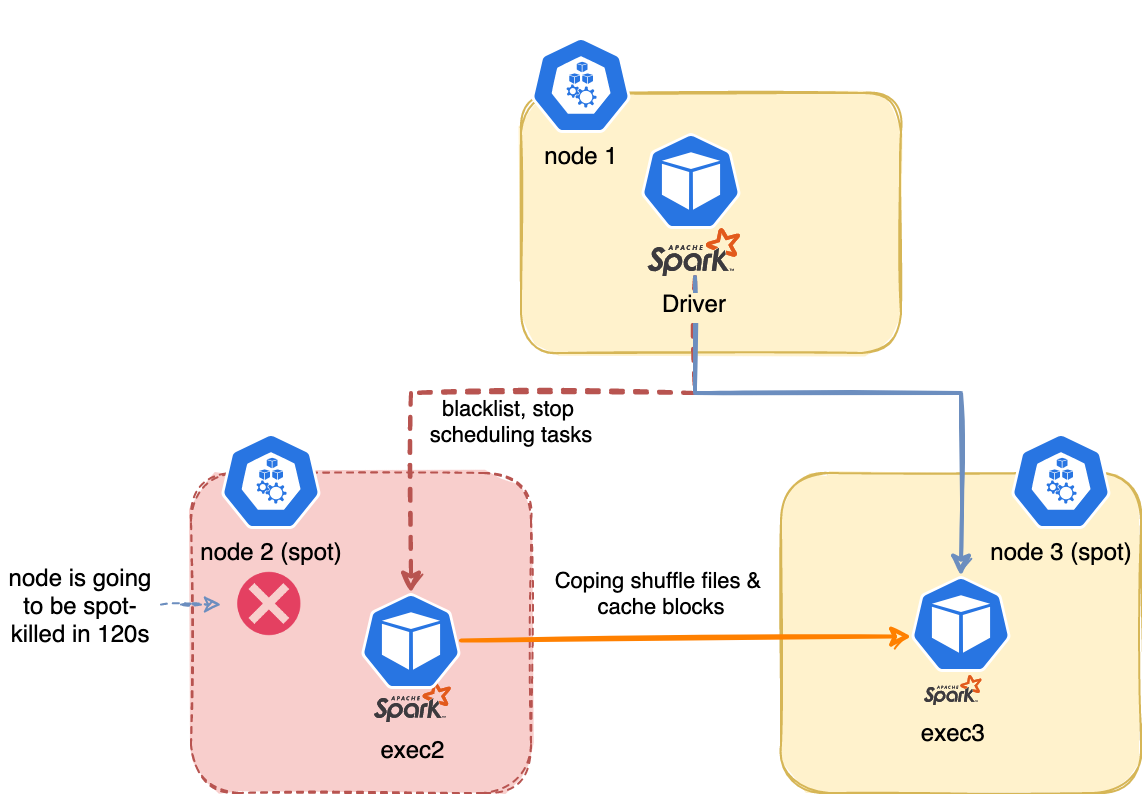 node 1
APACHE
Spark
Driver
blacklist, stop
scheduling tasks
node 2 (spot)
node is going
to be spot-
killed in 120s
APACHE
Spark
exec2
Coping shuffle files &
cache blocks
node 3 (spot)
APACHE
Spark
exec3